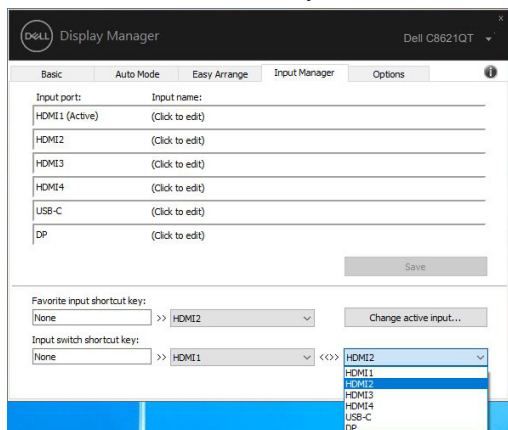 x
DELL Display Manager Dell C8621QT
Basic Auto Mode Easy Arrange Input Manager Options i
Input port: Input name:
HDMI1 (Active) (Click to edit)
HDMI2 (Click to edit)
HDMI3 (Click to edit)
HDMI4 (Click to edit)
USB-C (Click to edit)
DP (Click to edit)
Save
Favorite input shortcut key:
None >> HDMI2 Change active input...
Input switch shortcut key:
None >> HDMI1 <<>> HDMI2
HDMI1
HDMI2
HDMI3
HDMI4
USB-C
DP